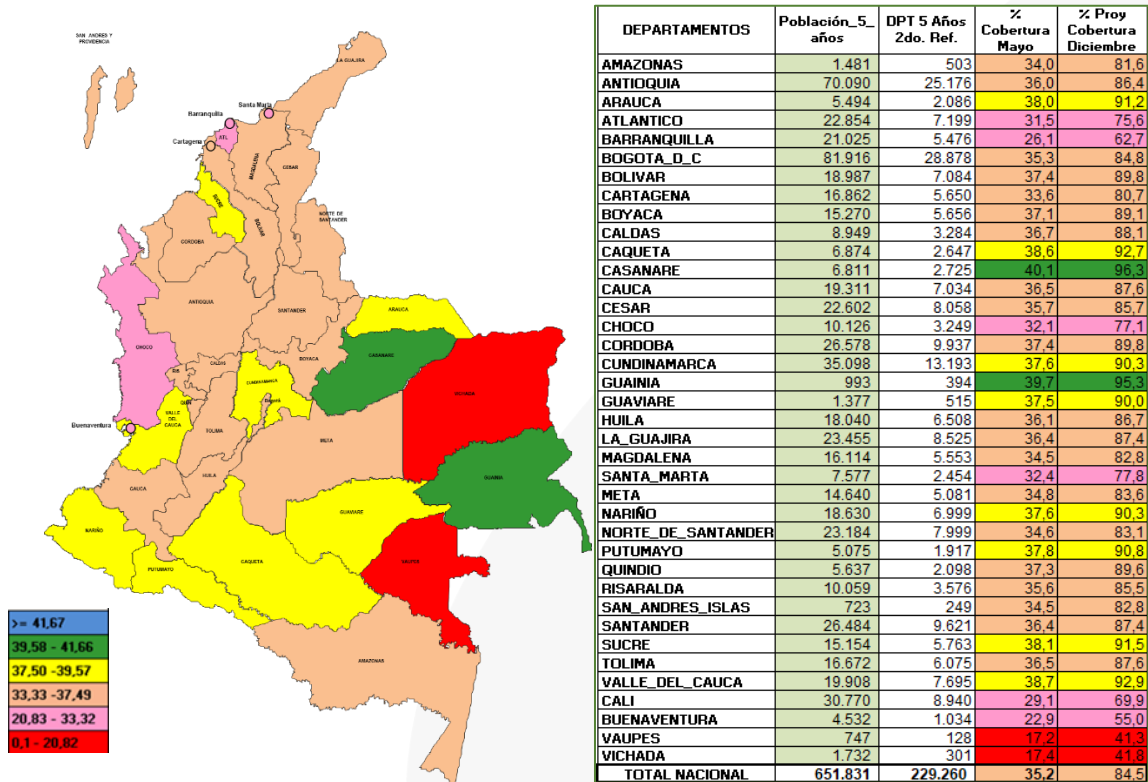 SAN ANDRES Y
PROVIDENCIA
LA GUAJIRA
Santa Marta
Barranquilla
ATL
Cartagena
MAGDALENA
CESAR
SUCRE
BOLIVAR
NORTE DE
SANTANDER
CORDOBA
ANTIOQUIA
SANTANDER
ARAUCA
CHOCO
BOYACA
CASANARE
CALDAS
RIS
CUNDINAMARCA
Bogotá
VICHADA
QUIN
VALLE
DEL
CAUCA
Buenaventura
TOLIMA
META
HUILA
CAUCA
GUAINIA
GUAVIARE
NARIÑO
CAQUETA
VAUPES
PUTUMAYO
AMAZONAS
>= 41,67
39,58 - 41,66
37,50 -39,57
33,33 -37,49
20,83 - 33,32
0,1 - 20,82
DEPARTAMENTOS Población_5_ años DPT 5 Años 2do. Ref. % Cobertura Mayo % Proy Cobertura Diciembre
AMAZONAS 1.481 503 34,0 81,6
ANTIOQUIA 70.090 25.176 36,0 86,4
ARAUCA 5.494 2.086 38,0 91,2
ATLANTICO 22.854 7.199 31,5 75,6
BARRANQUILLA 21.025 5.476 26,1 62,7
BOGOTA_D_C 81.916 28.878 35,3 84,8
BOLIVAR 18.987 7.084 37,4 89,8
CARTAGENA 16.862 5.650 33,6 80,7
BOYACA 15.270 5.656 37,1 89,1
CALDAS 8.949 3.284 36,7 88,1
CAQUETA 6.874 2.647 38,6 92,7
CASANARE 6.811 2.725 40,1 96,3
CAUCA 19.311 7.034 36,5 87,6
CESAR 22.602 8.058 35,7 85,7
CHOCO 10.126 3.249 32,1 77,1
CORDOBA 26.578 9.937 37,4 89,8
CUNDINAMARCA 35.098 13.193 37,6 90,3
GUAINIA 993 394 39,7 95,3
GUAVIARE 1.377 515 37,5 90,0
HUILA 18.040 6.508 36,1 86,7
LA_GUAJIRA 23.455 8.525 36,4 87,4
MAGDALENA 16.114 5.553 34,5 82,8
SANTA_MARTA 7.577 2.454 32,4 77,8
META 14.640 5.081 34,8 83,6
NARIÑO 18.630 6.999 37,6 90,3
NORTE_DE_SANTANDER 23.184 7.999 34,6 83,1
PUTUMAYO 5.075 1.917 37,8 90,8
QUINDIO 5.637 2.098 37,3 89,6
RISARALDA 10.059 3.576 35,6 85,5
SAN_ANDRES_ISLAS 723 249 34,5 82,8
SANTANDER 26.484 9.621 36,4 87,4
SUCRE 15.154 5.763 38,1 91,5
TOLIMA 16.672 6.075 36,5 87,6
VALLE_DEL_CAUCA 19.908 7.695 38,7 92,9
CALI 30.770 8.940 29,1 69,9
BUENAVENTURA 4.532 1.034 22,9 55,0
VAUPES 747 128 17,2 41,3
VICHADA 1.732 301 17,4 41,8
TOTAL NACIONAL 651.831 229.260 35,2 84,5